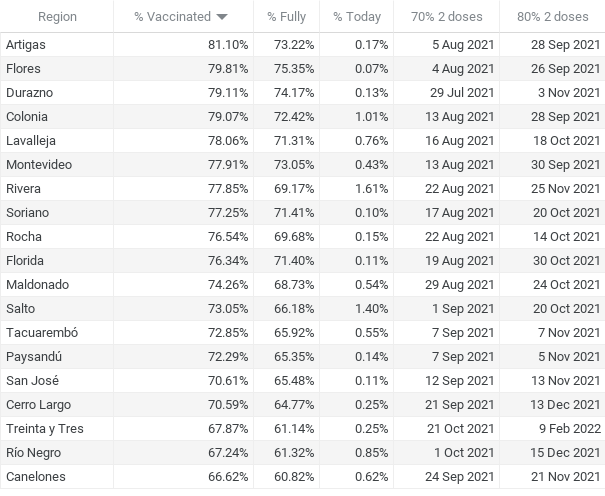 Region % Vaccinated % Fully % Today 70% 2 doses 80% 2 doses
Artigas 81.10% 73.22% 0.17% 5 Aug 2021 28 Sep 2021
Flores 79.81% 75.35% 0.07% 4 Aug 2021 26 Sep 2021
Durazno 79.11% 74.17% 0.13% 29 Jul 2021 3 Nov 2021
Colonia 79.07% 72.42% 1.01% 13 Aug 2021 28 Sep 2021
Lavalleja 78.06% 71.31% 0.76% 16 Aug 2021 18 Oct 2021
Montevideo 77.91% 73.05% 0.43% 13 Aug 2021 30 Sep 2021
Rivera 77.85% 69.17% 1.61% 22 Aug 2021 25 Nov 2021
Soriano 77.25% 71.41% 0.10% 17 Aug 2021 20 Oct 2021
Rocha 76.54% 69.68% 0.15% 22 Aug 2021 14 Oct 2021
Florida 76.34% 71.40% 0.11% 19 Aug 2021 30 Oct 2021
Maldonado 74.26% 68.73% 0.54% 29 Aug 2021 24 Oct 2021
Salto 73.05% 66.18% 1.40% 1 Sep 2021 20 Oct 2021
Tacuarembó 72.85% 65.92% 0.55% 7 Sep 2021 7 Nov 2021
Paysandú 72.29% 65.35% 0.14% 7 Sep 2021 5 Nov 2021
San José 70.61% 65.48% 0.11% 12 Sep 2021 13 Nov 2021
Cerro Largo 70.59% 64.77% 0.25% 21 Sep 2021 13 Dec 2021
Treinta y Tres 67.87% 61.14% 0.25% 21 Oct 2021 9 Feb 2022
Río Negro 67.24% 61.32% 0.85% 1 Oct 2021 15 Dec 2021
Canelones 66.62% 60.82% 0.62% 24 Sep 2021 21 Nov 2021